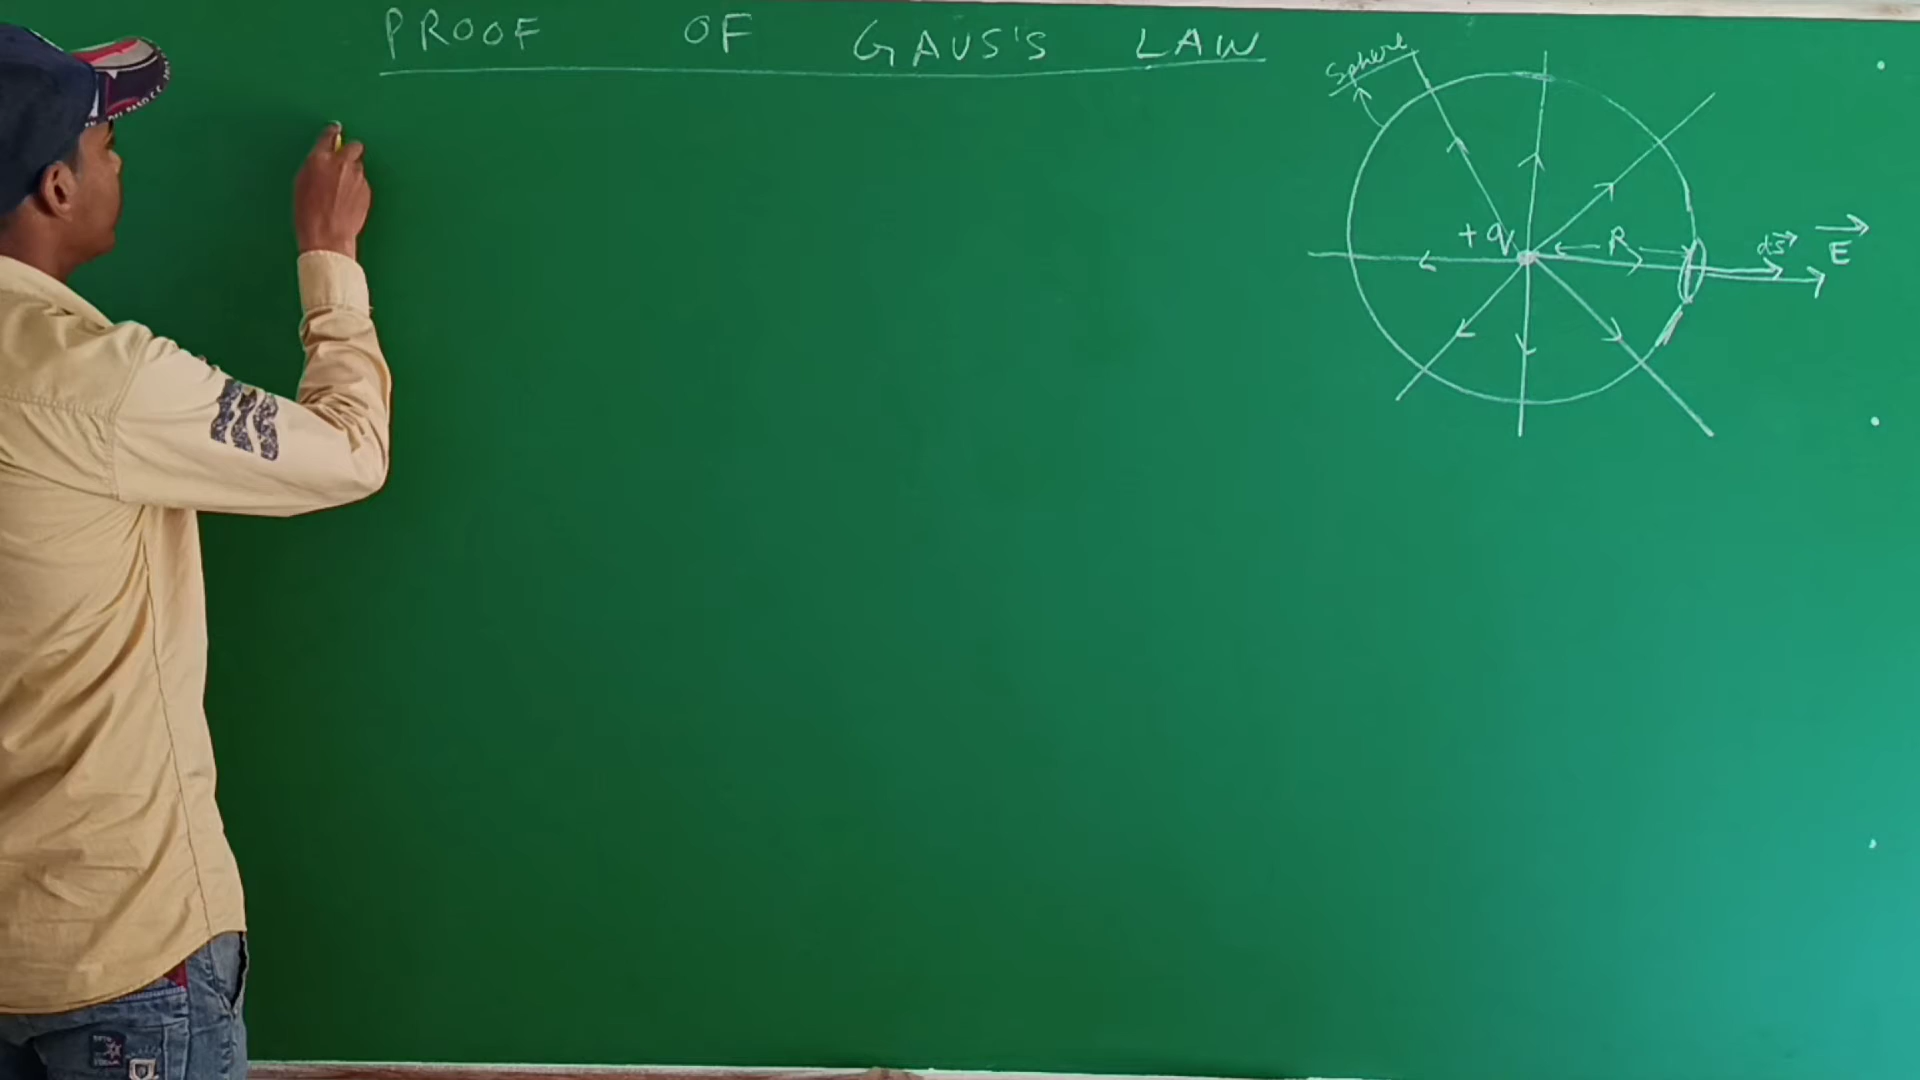 PROOF OF GAUS'S LAW
Sphere
+q
R
ds
E